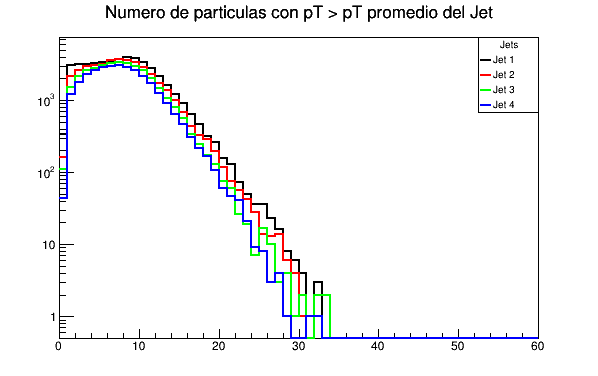 Numero de particulas con pT > pT promedio del Jet
Jets
Jet 1
Jet 2
Jet 3
Jet 4
10³
10²
10
1
0 10 20 30 40 50 60